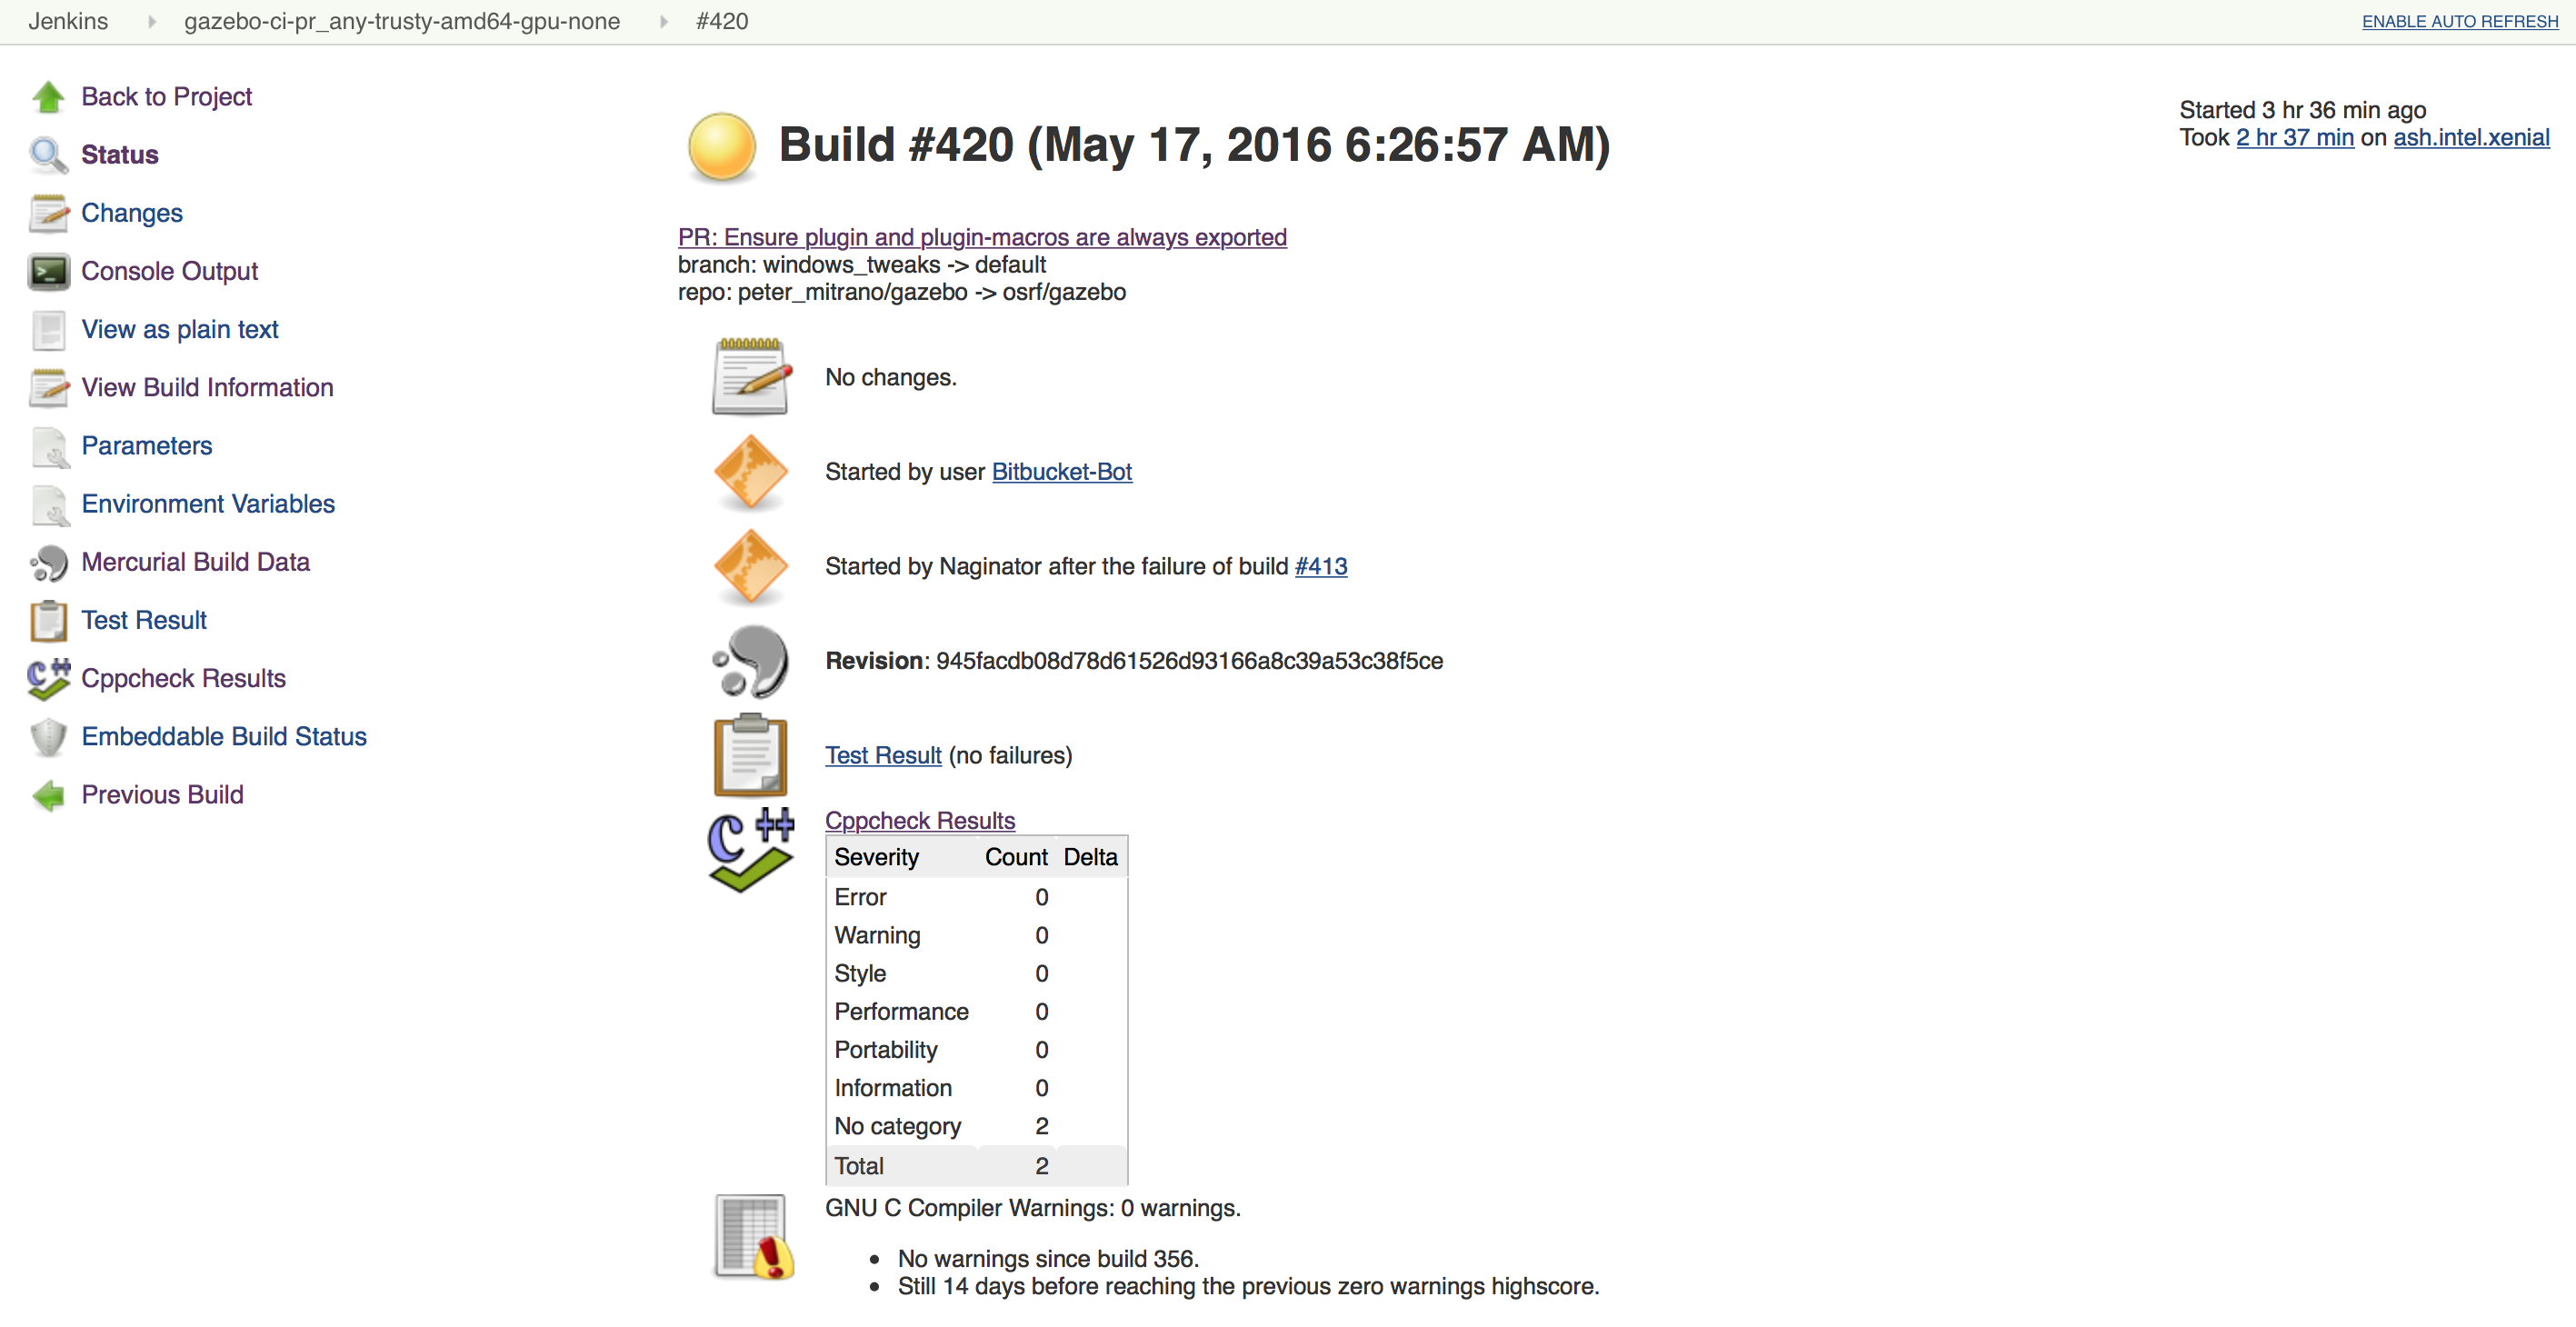 Jenkins gazebo-ci-pr_any-trusty-amd64-gpu-none #420 ENABLE AUTO REFRESH
Back to Project
Status
Changes
Console Output
View as plain text
View Build Information
Parameters
Environment Variables
Mercurial Build Data
Test Result
Cppcheck Results
Embeddable Build Status
Previous Build
Build #420 (May 17, 2016 6:26:57 AM)
Started 3 hr 36 min ago
Took 2 hr 37 min on ash.intel.xenial
PR: Ensure plugin and plugin-macros are always exported
branch: windows_tweaks -> default
repo: peter_mitrano/gazebo -> osrf/gazebo
No changes.
Started by user Bitbucket-Bot
Started by Naginator after the failure of build #413
Revision: 945facdb08d78d61526d93166a8c39a53c38f5ce
Test Result (no failures)
Cppcheck Results
Severity Count Delta
Error 0
Warning 0
Style 0
Performance 0
Portability 0
Information 0
No category 2
Total 2
GNU C Compiler Warnings: 0 warnings.
• No warnings since build 356.
• Still 14 days before reaching the previous zero warnings highscore.